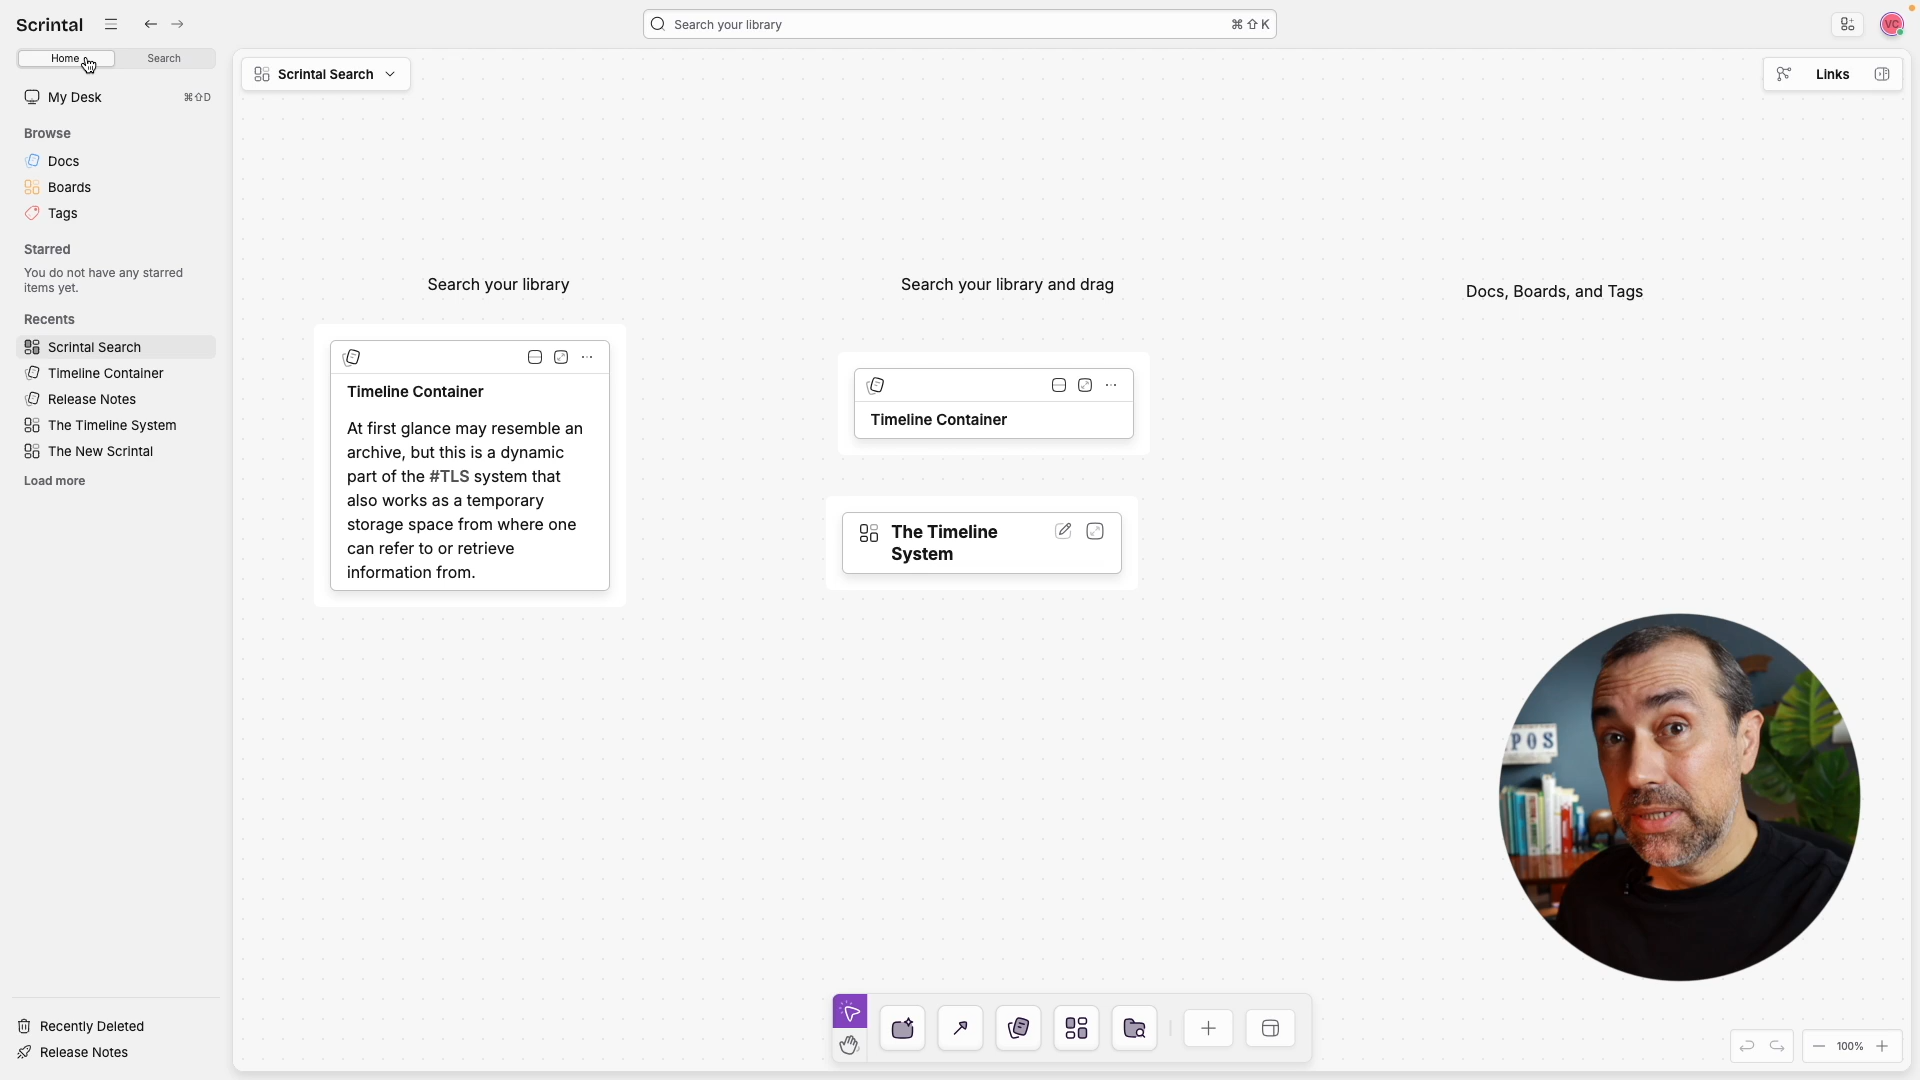 Scrintal
Search your library
⌘ ⇧ K
VC
Home
Search
My Desk
⌘⇧D
Browse
Docs
Boards
Tags
Starred
You do not have any starred
items yet.
Recents
Scrintal Search
Timeline Container
Release Notes
The Timeline System
The New Scrintal
Load more
Recently Deleted
Release Notes
Scrintal Search
Links
Search your library
Timeline Container
At first glance may resemble an
archive, but this is a dynamic
part of the #TLS system that
also works as a temporary
storage space from where one
can refer to or retrieve
information from.
Search your library and drag
Timeline Container
The Timeline
System
Docs, Boards, and Tags
POS
100%